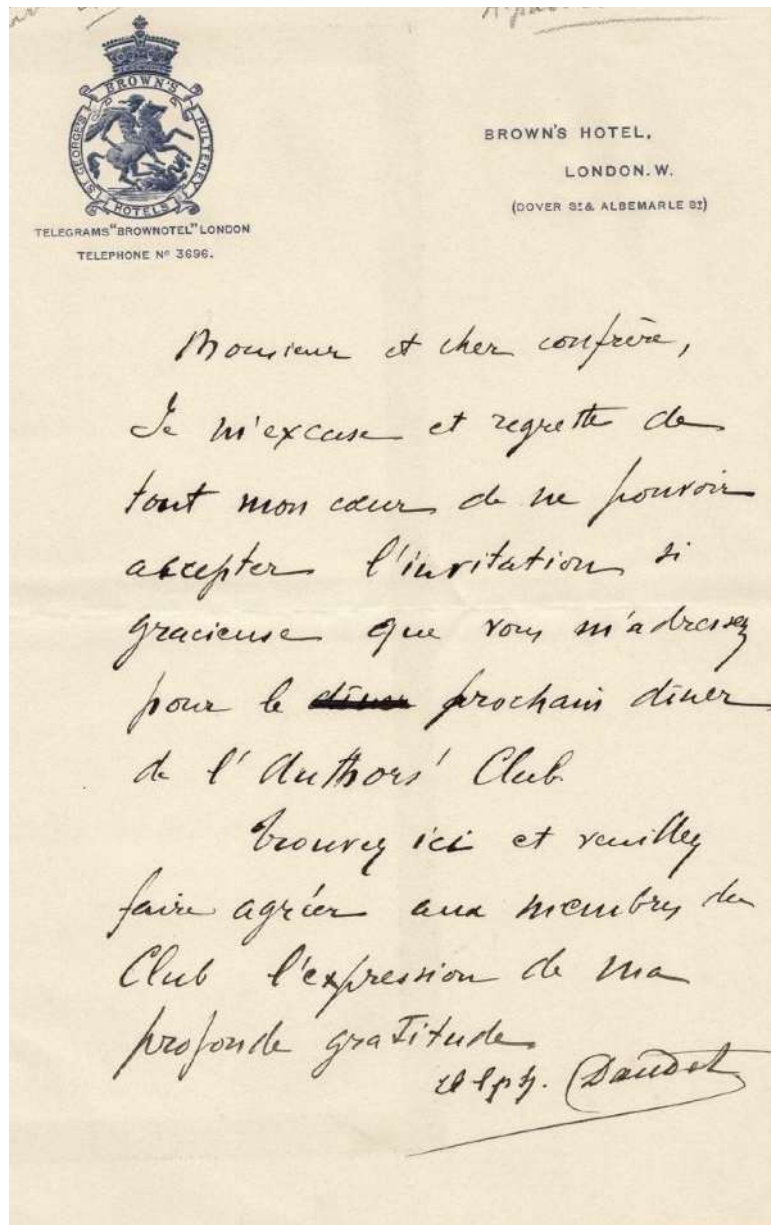 BROWN'S
ST GEORGE'S
PULTENEY
HOTELS
TELEGRAMS "BROWNOTEL" LONDON
TELEPHONE No 3696.
BROWN'S HOTEL,
LONDON. W.
(DOVER St & ALBEMARLE St)
Monsieur et cher confrère,
Je m'excuse et regrette de
tout mon cœur de ne pouvoir
accepter l'invitation si
gracieuse que vous m'adressez
pour le diner prochain diner
de l'Authors' Club
Trouvez ici et veuillez
faire agréer aux membres du
Club l'expression de ma
profonde gratitude
Alph. Daudet